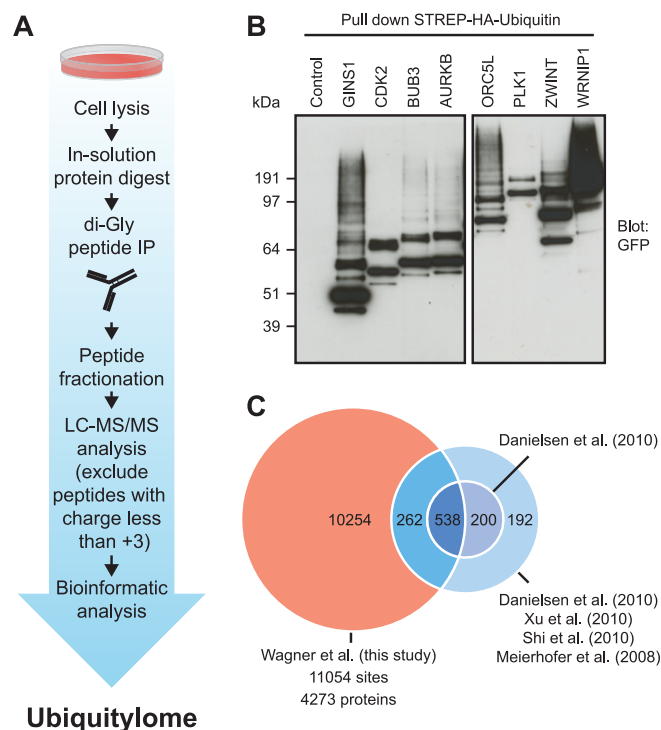 A
Cell lysis
In-solution
protein digest
di-Gly
peptide IP
Peptide
fractionation
LC-MS/MS
analysis
(exclude
peptides with
charge less
than +3)
Bioinformatic
analysis
Ubiquitylome
B
Pull down STREP-HA-Ubiquitin
kDa
Control
GINS1
CDK2
BUB3
AURKB
ORC5L
PLK1
ZWINT
WRNIP1
191
97
64
51
39
Blot:
GFP
C
Danielsen et al. (2010)
10254 262 538 200 192
Danielsen et al. (2010)
Xu et al. (2010)
Shi et al. (2010)
Meierhofer et al. (2008)
Wagner et al. (this study)
11054 sites
4273 proteins